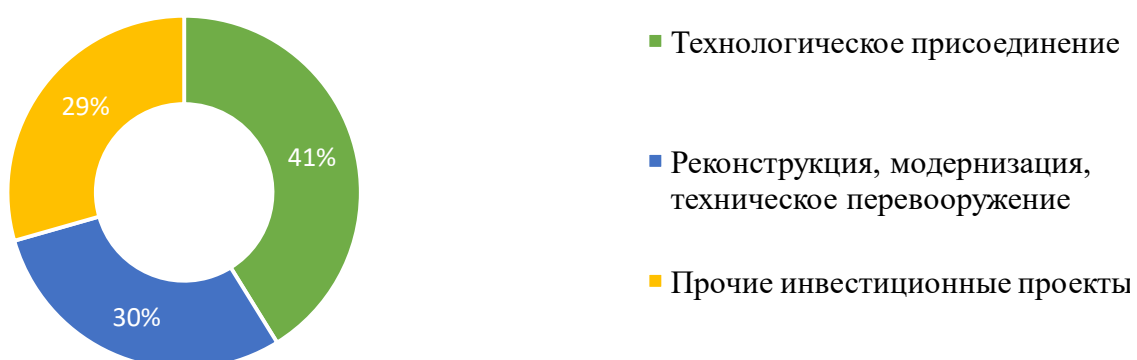 29%
41%
30%
Технологическое присоединение
Реконструкция, модернизация,
техническое перевооружение
Прочие инвестиционные проекты